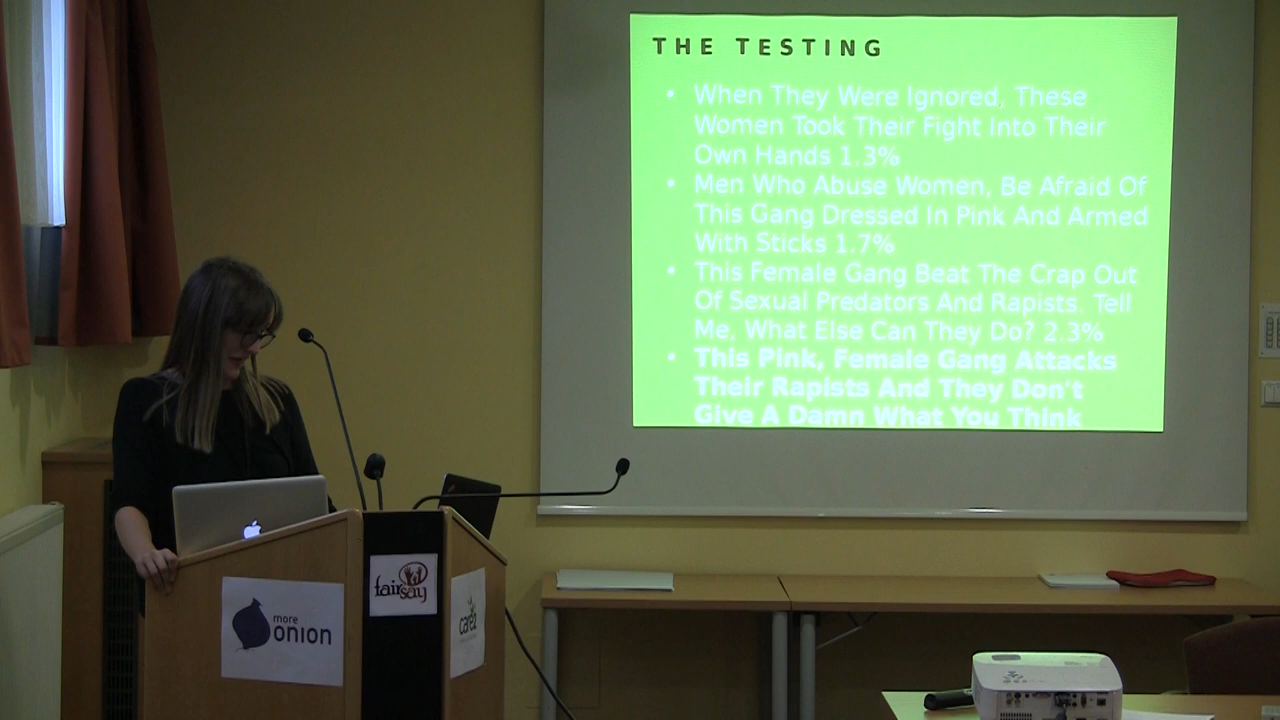 THE TESTING
• When They Were Ignored, These
Women Took Their Fight Into Their
Own Hands 1.3%
• Men Who Abuse Women, Be Afraid Of
This Gang Dressed In Pink And Armed
With Sticks 1.7%
• This Female Gang Beat The Crap Out
Of Sexual Predators And Rapists. Tell
Me, What Else Can They Do? 2.3%
• This Pink, Female Gang Attacks
Their Rapists And They Don't
Give A Damn What You Think
more
onion
fair
say
care2